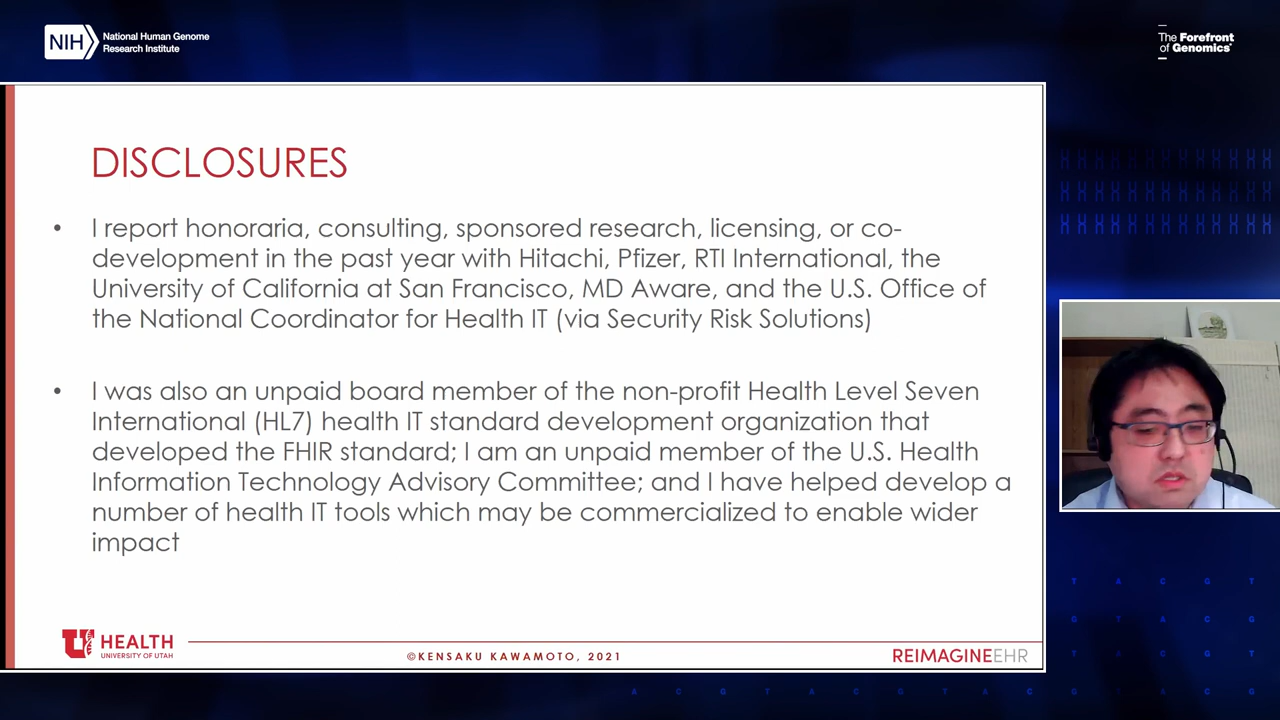 NIH
National Human Genome
Research Institute
The Forefront
of Genomics®
DISCLOSURES
• I report honoraria, consulting, sponsored research, licensing, or co-
development in the past year with Hitachi, Pfizer, RTI International, the
University of California at San Francisco, MD Aware, and the U.S. Office of
the National Coordinator for Health IT (via Security Risk Solutions)
• I was also an unpaid board member of the non-profit Health Level Seven
International (HL7) health IT standard development organization that
developed the FHIR standard; I am an unpaid member of the U.S. Health
Information Technology Advisory Committee; and I have helped develop a
number of health IT tools which may be commercialized to enable wider
impact
U HEALTH
UNIVERSITY OF UTAH
©KENSAKU KAWAMOTO, 2021
REIMAGINEEHR
T A C G T
G A C G T
T A C G T
A C G T A C G T A C G T A C G